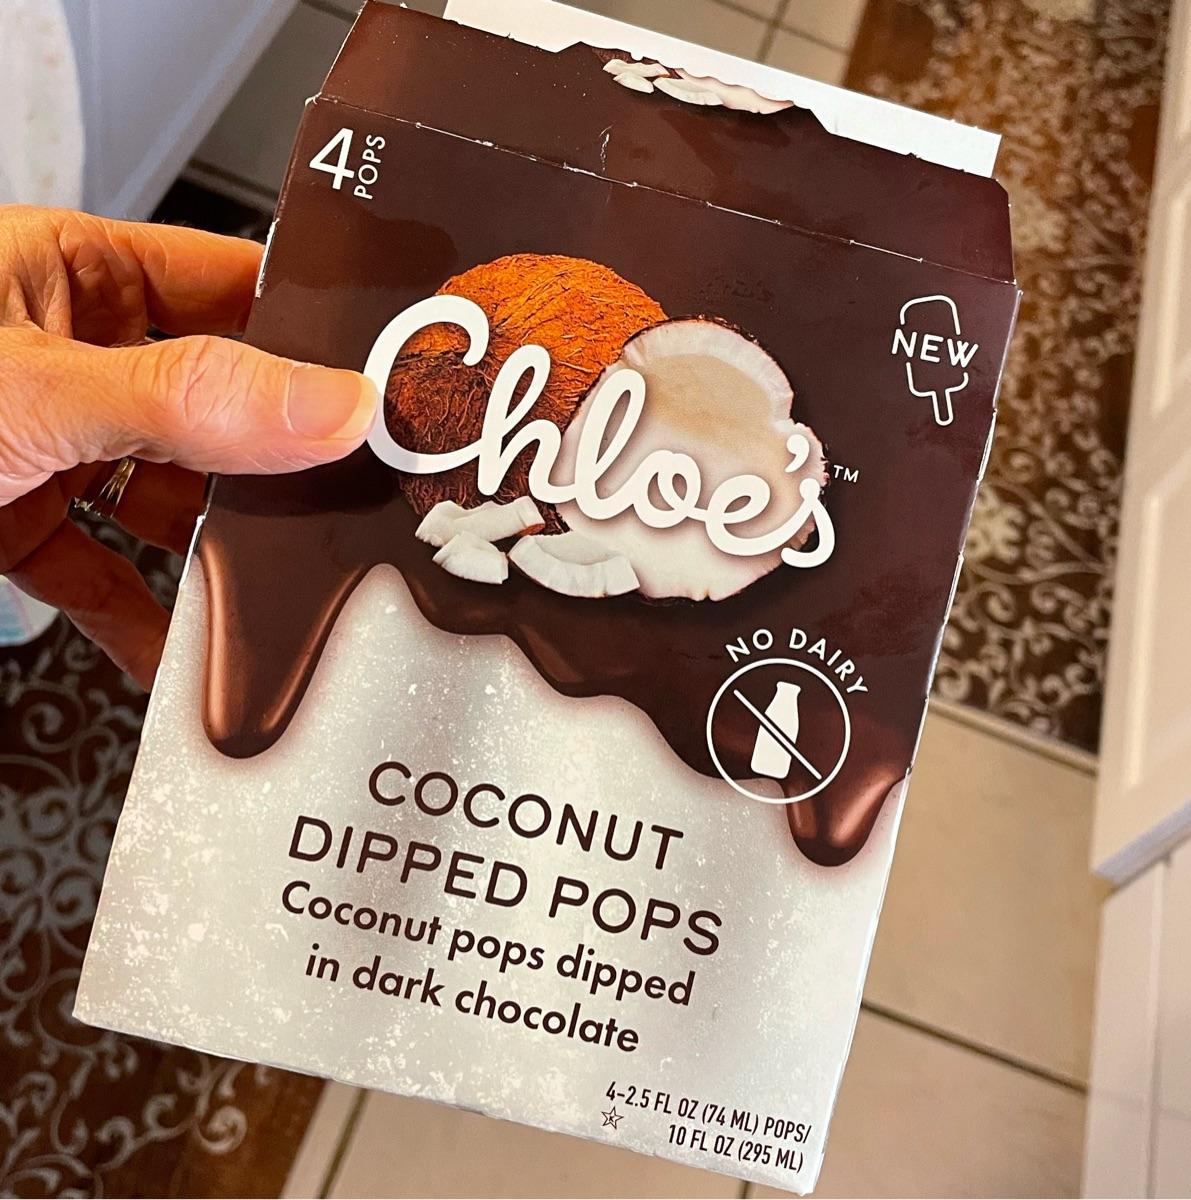 4 POPS
NEW
Chloe's™
NO DAIRY
COCONUT
DIPPED POPS
Coconut pops dipped
in dark chocolate
4-2.5 FL OZ (74 ML) POPS/
K
10 FL OZ (295 ML)